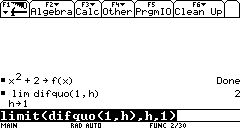 F1 F2 F3 F4 F5 F6
Algebra Calc Other PrgmIO Clean Up
x² + 2 → f(x) Done
lim difquo(1,h) 2
h→1
limit(difquo(1,h),h,1)
MAIN RAD AUTO FUNC 2/30